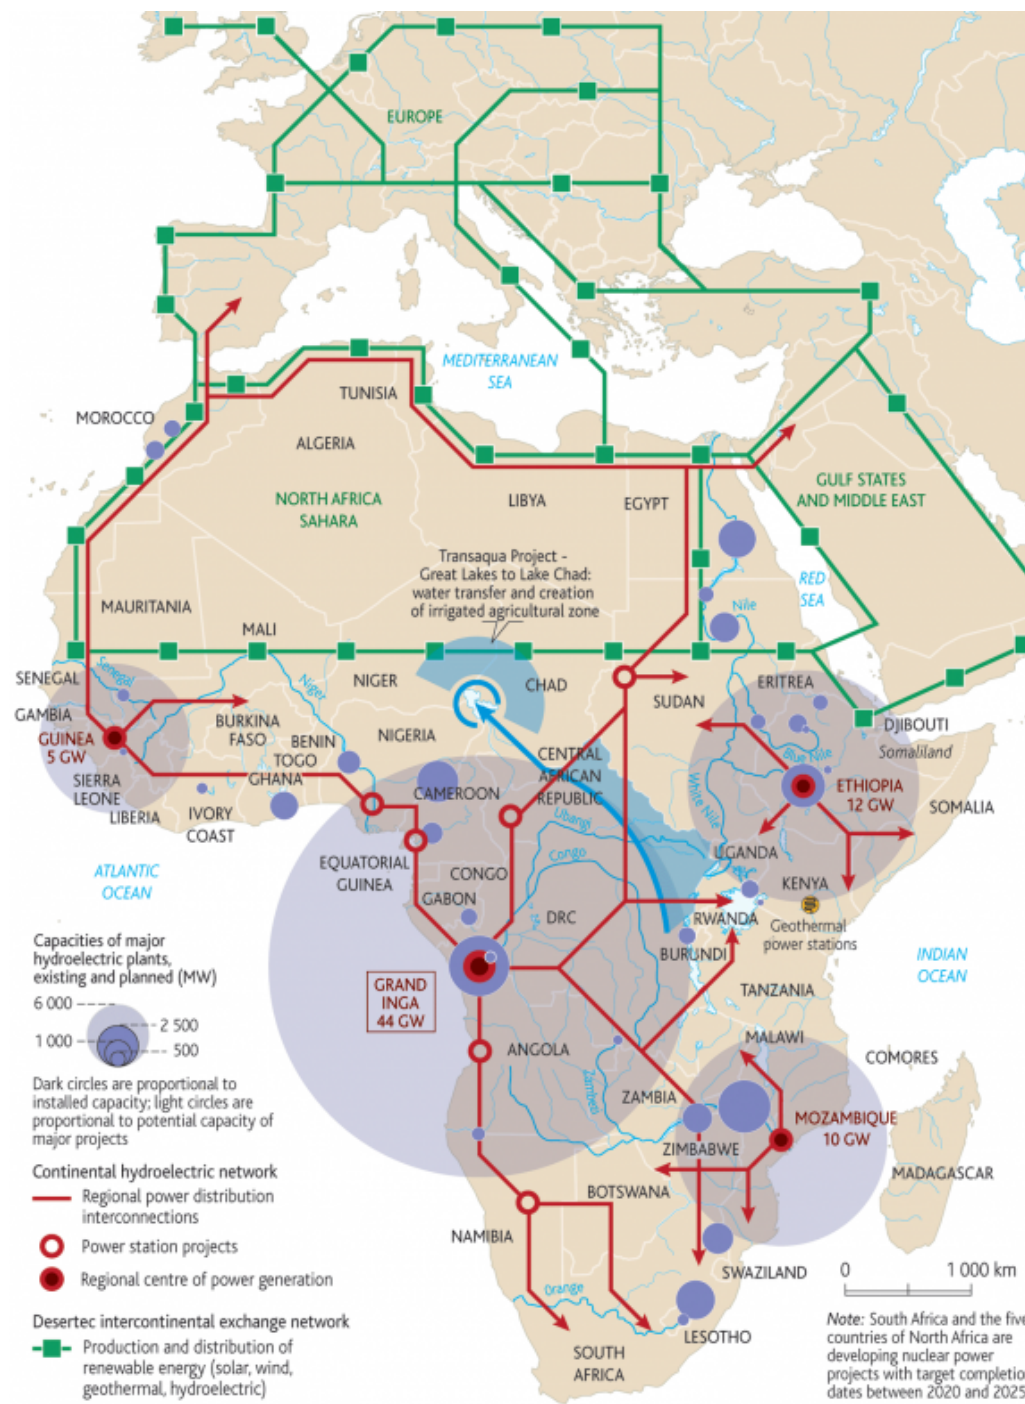 EUROPE
MEDITERRANEAN
SEA
MOROCCO
TUNISIA
ALGERIA
NORTH AFRICA
SAHARA
LIBYA
EGYPT
GULF STATES
AND MIDDLE EAST
Transaqua Project -
Great Lakes to Lake Chad:
water transfer and creation
of irrigated agricultural zone
RED
SEA
Nile
MAURITANIA
MALI
SENEGAL
Senegal
Niger
NIGER
CHAD
SUDAN
ERITREA
GAMBIA
GUINEA
5 GW
BURKINA
FASO
BENIN
TOGO
GHANA
NIGERIA
DJIBOUTI
Somaliland
Blue Nile
CENTRAL
AFRICAN
REPUBLIC
White Nile
ETHIOPIA
12 GW
SOMALIA
SIERRA
LEONE
LIBERIA
IVORY
COAST
CAMEROON
Ubangi
Congo
UGANDA
KENYA
ATLANTIC
OCEAN
EQUATORIAL
GUINEA
CONGO
GABON
DRC
RWANDA
BURUNDI
Geothermal
power stations
INDIAN
OCEAN
GRAND
INGA
44 GW
TANZANIA
ANGOLA
Zambezi
MALAWI
COMORES
ZAMBIA
MOZAMBIQUE
10 GW
ZIMBABWE
MADAGASCAR
BOTSWANA
NAMIBIA
SWAZILAND
Orange
LESOTHO
SOUTH
AFRICA
Capacities of major
hydroelectric plants,
existing and planned (MW)
6 000
2 500
1 000
500
Dark circles are proportional to
installed capacity; light circles are
proportional to potential capacity of
major projects
Continental hydroelectric network
Regional power distribution
interconnections
Power station projects
Regional centre of power generation
Desertec intercontinental exchange network
Production and distribution of
renewable energy (solar, wind,
geothermal, hydroelectric)
0 1 000 km
Note: South Africa and the five
countries of North Africa are
developing nuclear power
projects with target completio
dates between 2020 and 2025